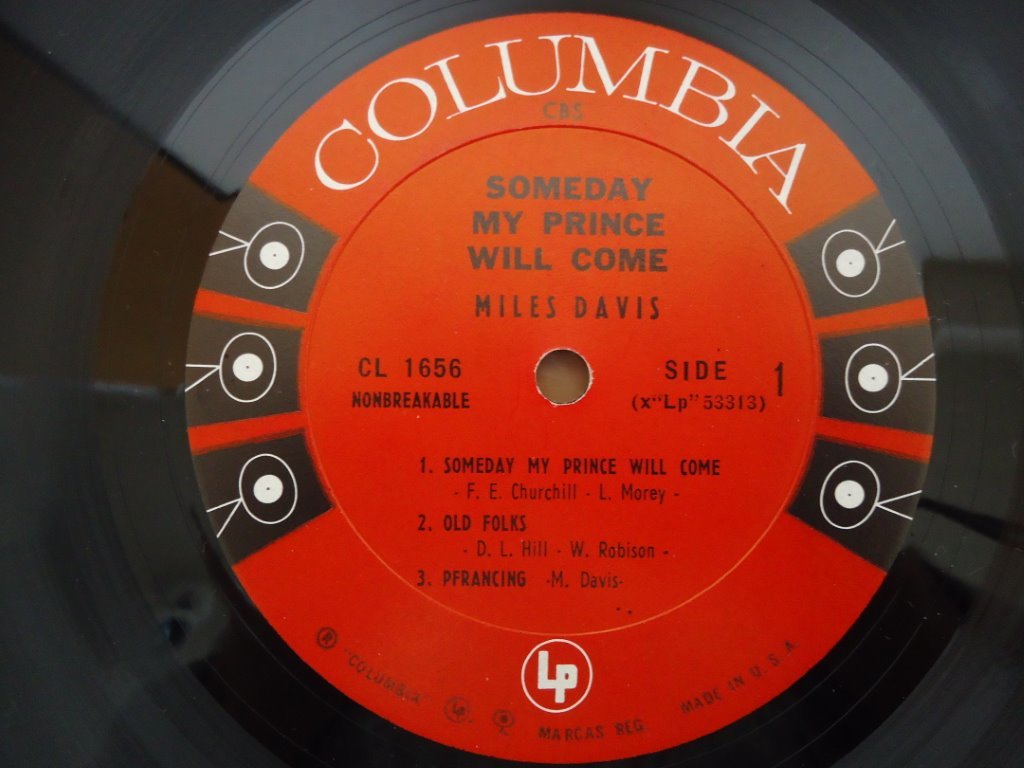 COLUMBIA
CBS
SOMEDAY
MY PRINCE
WILL COME
MILES DAVIS
CL 1656
NONBREAKABLE
SIDE 1
(x"Lp" 53313)
1. SOMEDAY MY PRINCE WILL COME
- F. E. Churchill - L. Morey -
2. OLD FOLKS
- D. L. Hill - W. Robison -
3. PFRANCING -M. Davis-
LP
® "COLUMBIA" LP MARCAS REG. MADE IN U. S. A.